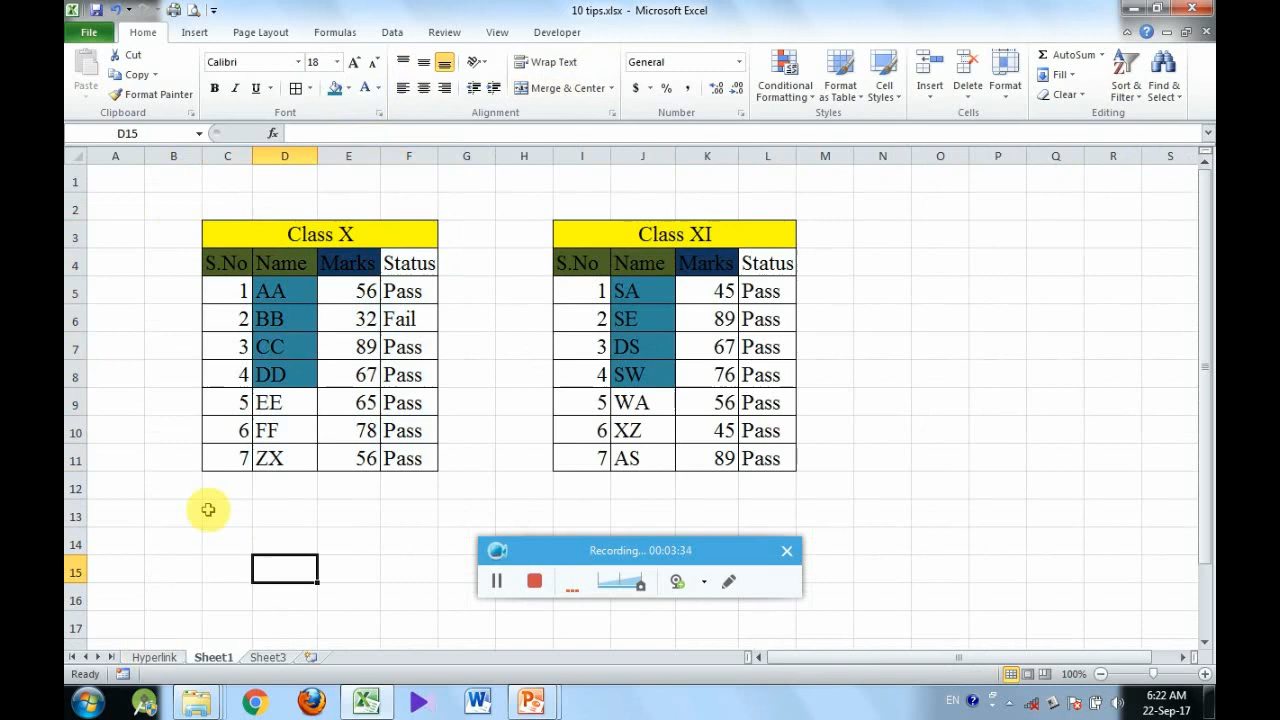 10 tips.xlsx - Microsoft Excel
File Home Insert Page Layout Formulas Data Review View Developer
Paste Cut Copy Format Painter Clipboard
Calibri 18 A A B I U A Font
Wrap Text Merge & Center Alignment
General $ % , Number
Conditional Formatting Format as Table Cell Styles Styles
Insert Delete Format Cells
Σ AutoSum Fill Clear Sort & Filter Find & Select Editing
D15 fx
A B C D E F G H I J K L M N O P Q R S
1
2
3 Class X Class XI
4 S.No Name Marks Status S.No Name Marks Status
5 1 AA 56 Pass 1 SA 45 Pass
6 2 BB 32 Fail 2 SE 89 Pass
7 3 CC 89 Pass 3 DS 67 Pass
8 4 DD 67 Pass 4 SW 76 Pass
9 5 EE 65 Pass 5 WA 56 Pass
10 6 FF 78 Pass 6 XZ 45 Pass
11 7 ZX 56 Pass 7 AS 89 Pass
12
13
14 Recording... 00:03:34
15
16
17
Hyperlink Sheet1 Sheet3
Ready 100%
EN 6:22 AM
22-Sep-17